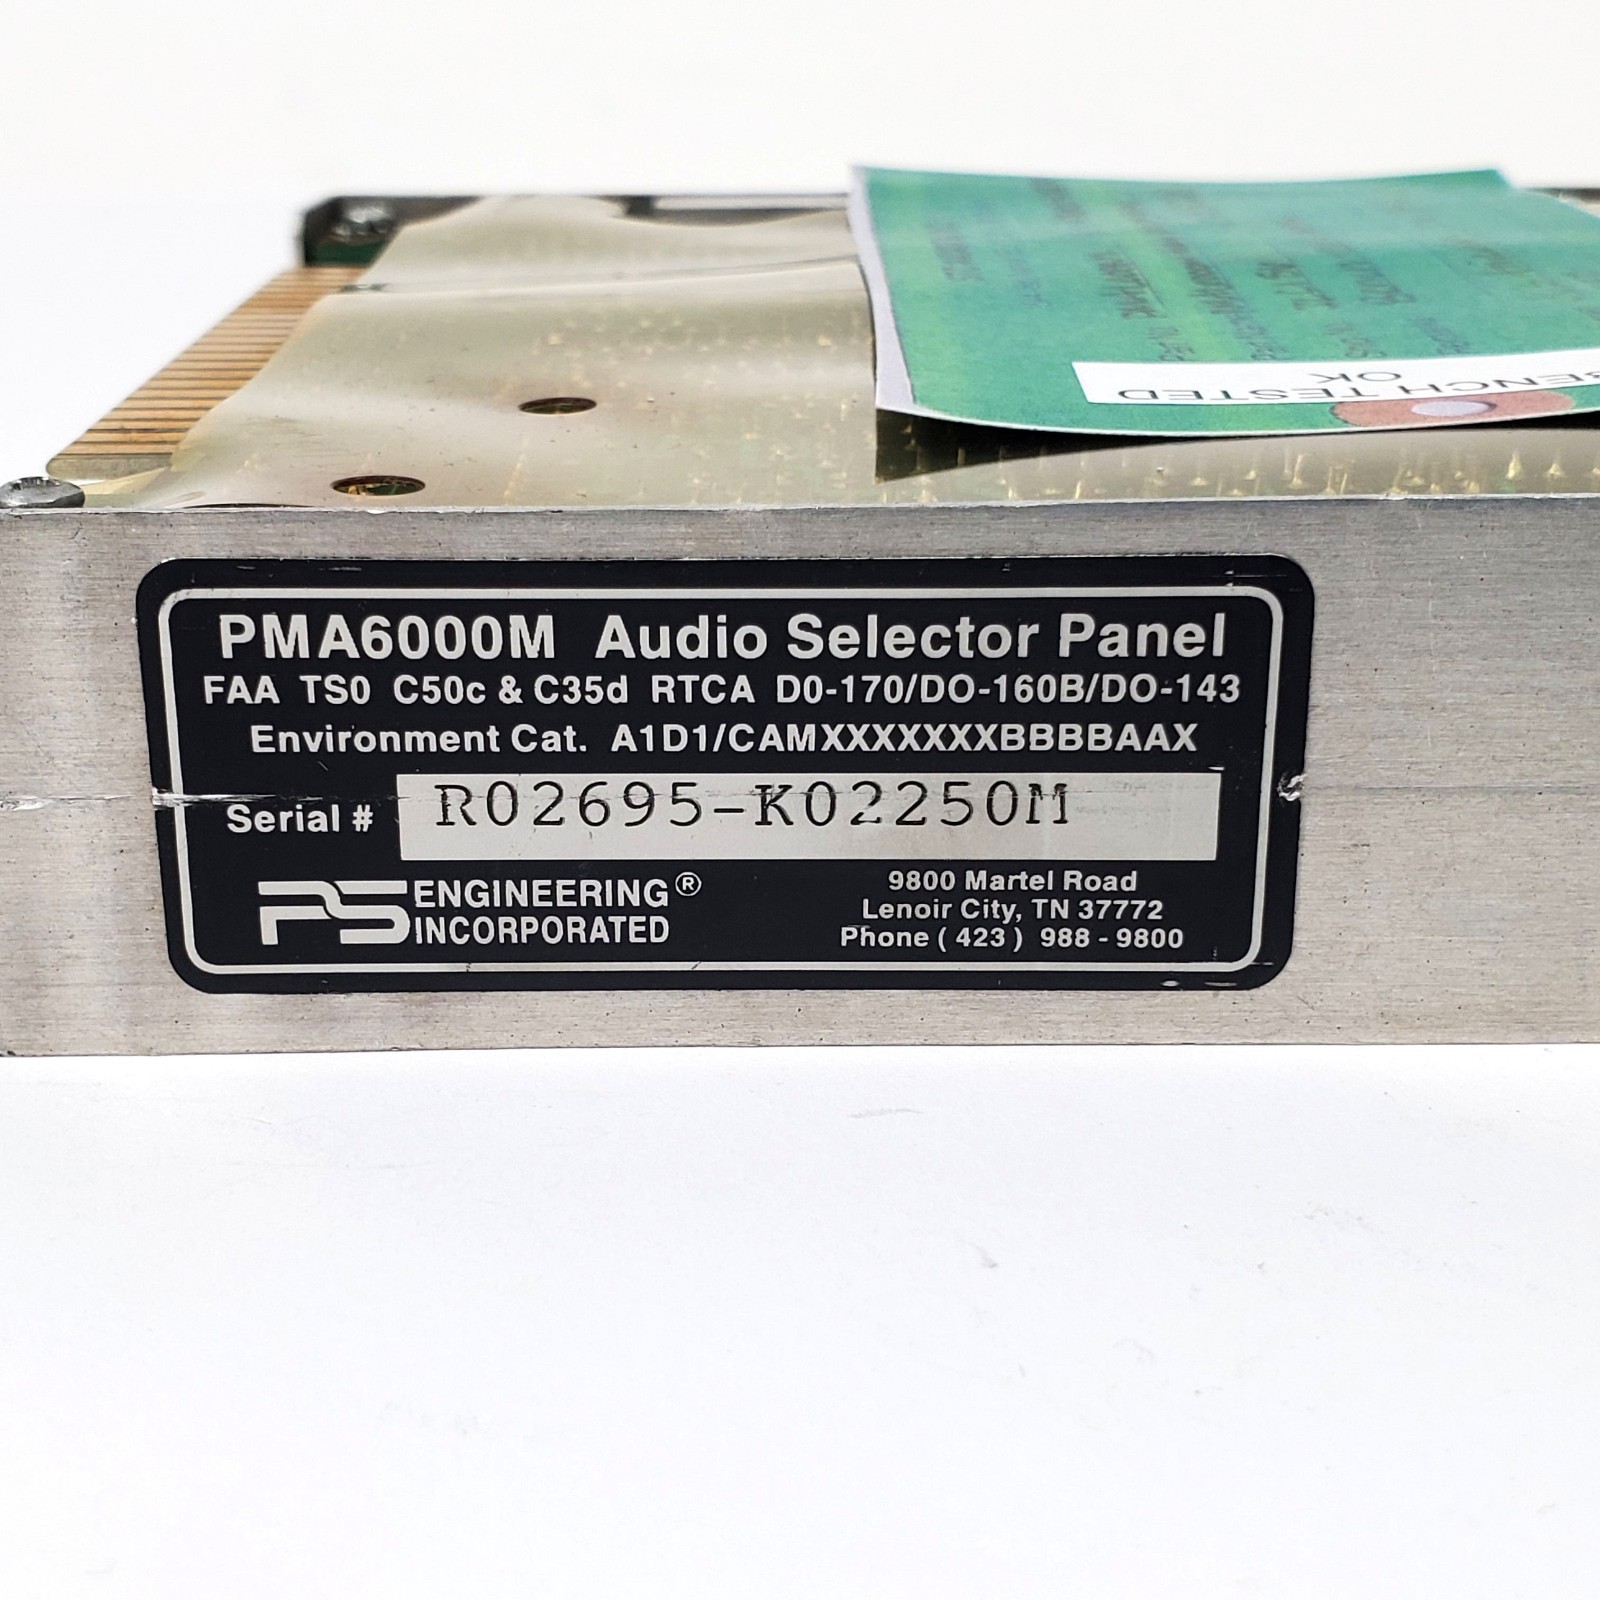 BENCH TESTED
OK
PMA6000M Audio Selector Panel
FAA TS0 C50c & C35d RTCA D0-170/DO-160B/DO-143
Environment Cat. A1D1/CAMXXXXXXXBBBBAAX
Serial # R02695-K02250M
PS ENGINEERING®
INCORPORATED
9800 Martel Road
Lenoir City, TN 37772
Phone ( 423 ) 988 - 9800